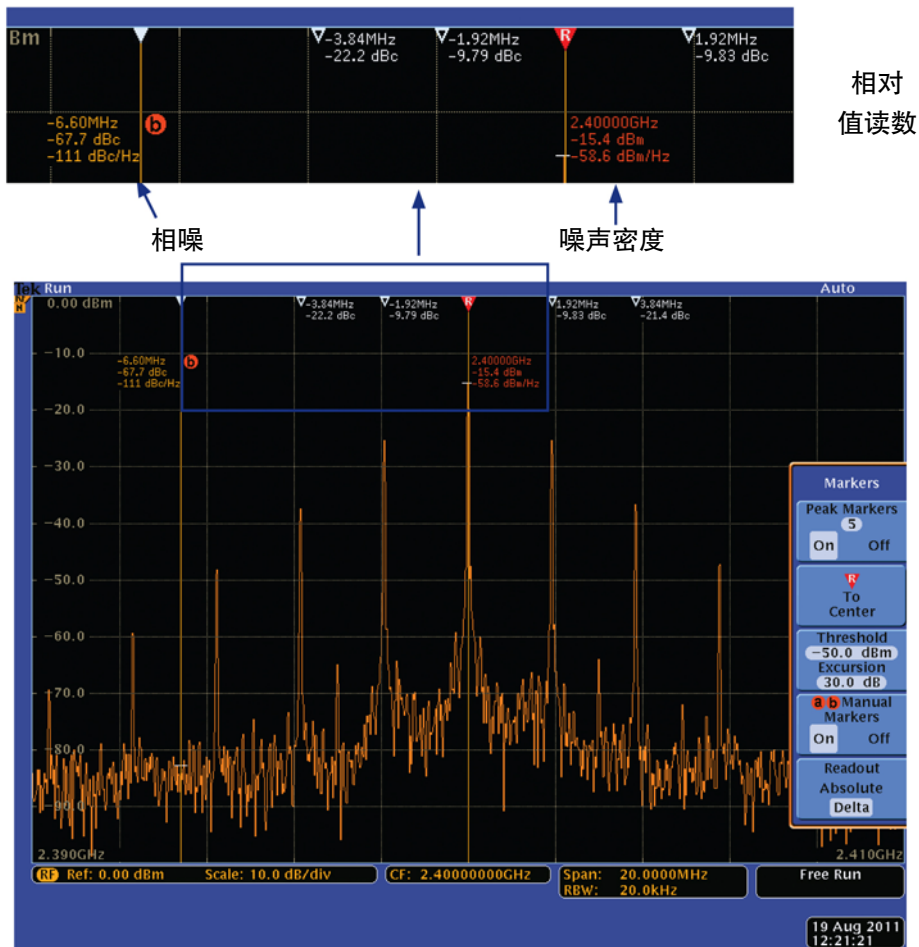 Bm
-3.84MHz
-22.2 dBc
-1.92MHz
-9.79 dBc
R
1.92MHz
-9.83 dBc
相对
值读数
-6.60MHz
-67.7 dBc
-111 dBc/Hz
b
2.40000GHz
-15.4 dBm
-58.6 dBm/Hz
相噪
噪声密度
Tek Run
Auto
0.00 dBm
-3.84MHz
-22.2 dBc
-1.92MHz
-9.79 dBc
R
1.92MHz
-9.83 dBc
3.84MHz
-21.4 dBc
-10.0
-6.60MHz
-67.7 dBc
-111 dBc/Hz
b
2.40000GHz
-15.4 dBm
-58.6 dBm/Hz
-20.0
-30.0
-40.0
-50.0
-60.0
-70.0
-80.0
-90.0
2.390GHz
2.410GHz
Markers
Peak Markers
5
On Off
R
To
Center
Threshold
-50.0 dBm
Excursion
30.0 dB
a b Manual
Markers
On Off
Readout
Absolute
Delta
RF Ref: 0.00 dBm Scale: 10.0 dB/div
CF: 2.40000000GHz
Span: 20.0000MHz
RBW: 20.0kHz
Free Run
19 Aug 2011
12:21:21